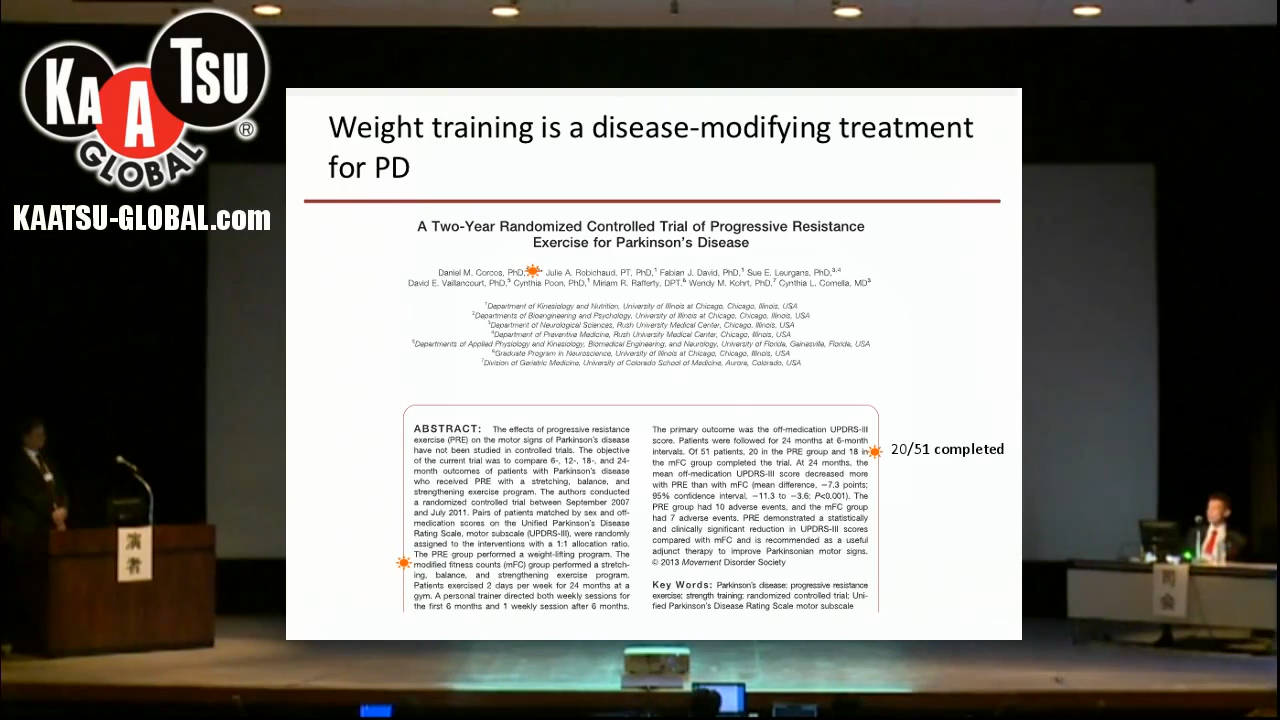 KAATSU
GLOBAL
®
KAATSU-GLOBAL.com
Weight training is a disease-modifying treatment
for PD
A Two-Year Randomized Controlled Trial of Progressive Resistance
Exercise for Parkinson's Disease
Daniel M. Corcos, PhD, Julie A. Robichaud, PT, PhD,¹ Fabian J. David, PhD,¹ Sue E. Leurgans, PhD,³,⁴
David E. Vaillancourt, PhD,⁵ Cynthia Poon, PhD,¹ Miriam R. Rafferty, DPT,⁶ Wendy M. Kohrt, PhD,⁷ Cynthia L. Comella, MD³
¹Department of Kinesiology and Nutrition, University of Illinois at Chicago, Chicago, Illinois, USA
²Departments of Bioengineering and Psychology, University of Illinois at Chicago, Chicago, Illinois, USA
³Department of Neurological Sciences, Rush University Medical Center, Chicago, Illinois, USA
⁴Department of Preventive Medicine, Rush University Medical Center, Chicago, Illinois, USA
⁵Departments of Applied Physiology and Kinesiology, Biomedical Engineering, and Neurology, University of Florida, Gainesville, Florida, USA
⁶Graduate Program in Neuroscience, University of Illinois at Chicago, Chicago, Illinois, USA
⁷Division of Geriatric Medicine, University of Colorado School of Medicine, Aurora, Colorado, USA
ABSTRACT: The effects of progressive resistance
exercise (PRE) on the motor signs of Parkinson's disease
have not been studied in controlled trials. The objective
of the current trial was to compare 6-, 12-, 18-, and 24-
month outcomes of patients with Parkinson's disease
who received PRE with a stretching, balance, and
strengthening exercise program. The authors conducted
a randomized controlled trial between September 2007
and July 2011. Pairs of patients matched by sex and off-
medication scores on the Unified Parkinson's Disease
Rating Scale, motor subscale (UPDRS-III), were randomly
assigned to the interventions with a 1:1 allocation ratio.
The PRE group performed a weight-lifting program. The
modified fitness counts (mFC) group performed a stretch-
ing, balance, and strengthening exercise program.
Patients exercised 2 days per week for 24 months at a
gym. A personal trainer directed both weekly sessions for
the first 6 months and 1 weekly session after 6 months.
The primary outcome was the off-medication UPDRS-III
score. Patients were followed for 24 months at 6-month
intervals. Of 51 patients, 20 in the PRE group and 18 in
the mFC group completed the trial. At 24 months, the
mean off-medication UPDRS-III score decreased more
with PRE than with mFC (mean difference, −7.3 points;
95% confidence interval, −11.3 to −3.6; P<0.001). The
PRE group had 10 adverse events, and the mFC group
had 7 adverse events. PRE demonstrated a statistically
and clinically significant reduction in UPDRS-III scores
compared with mFC and is recommended as a useful
adjunct therapy to improve Parkinsonian motor signs.
© 2013 Movement Disorder Society
Key Words: Parkinson's disease; progressive resistance
exercise; strength training; randomized controlled trial; Uni-
fied Parkinson's Disease Rating Scale motor subscale
20/51 completed
演者
司会